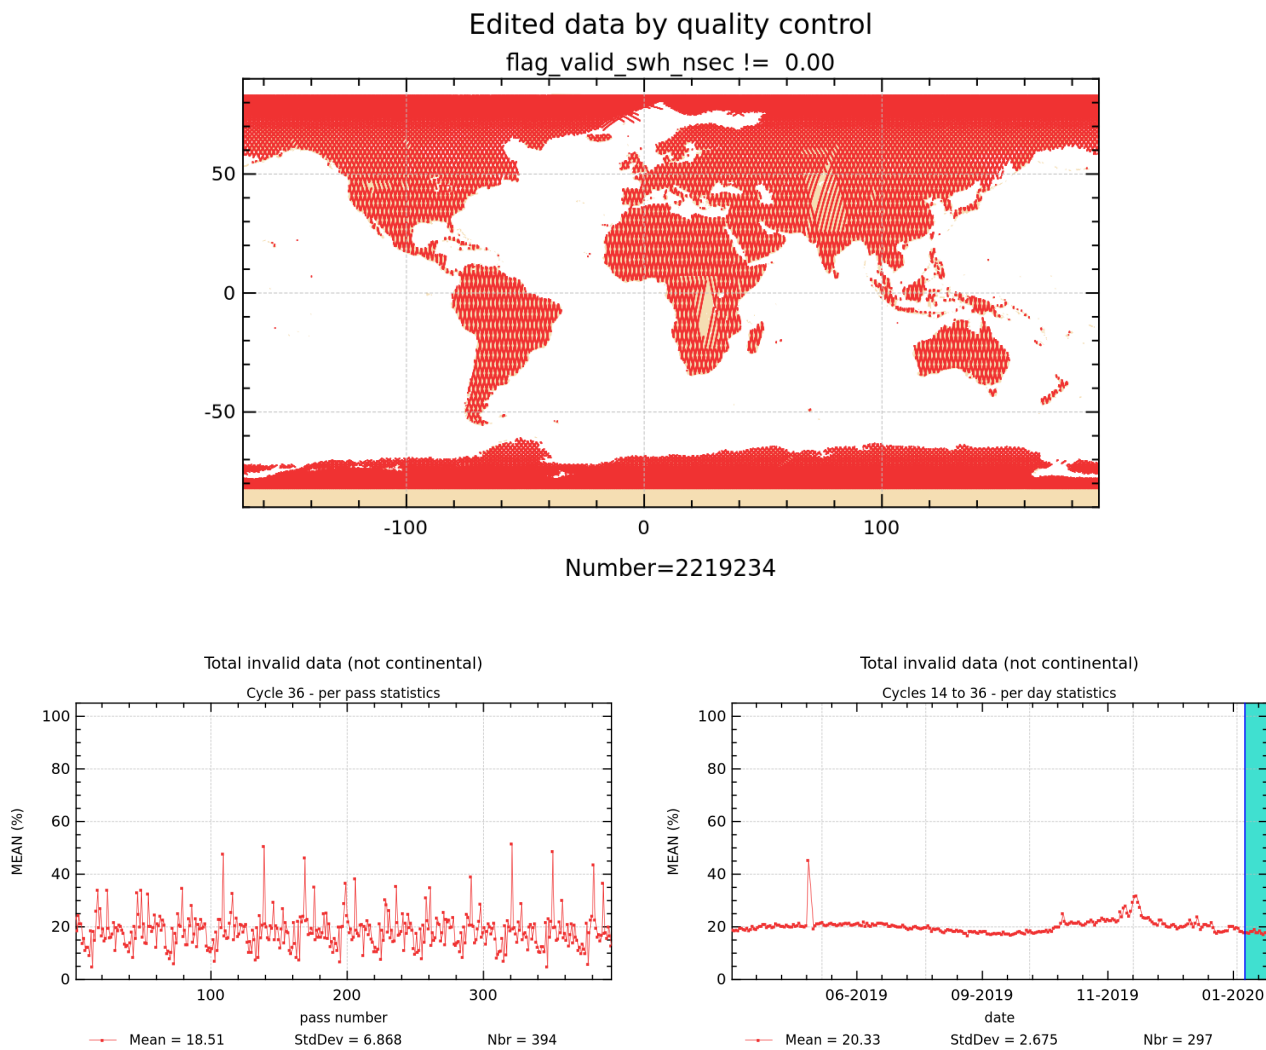 Edited data by quality control
flag_valid_swh_nsec !=  0.00
50
0
-50
-100 0 100
Number=2219234
Total invalid data (not continental)
Cycle 36 - per pass statistics
MEAN (%)
100
80
60
40
20
0
100 200 300
pass number
Mean = 18.51 StdDev = 6.868 Nbr = 394
Total invalid data (not continental)
Cycles 14 to 36 - per day statistics
MEAN (%)
100
80
60
40
20
0
06-2019 09-2019 11-2019 01-2020
date
Mean = 20.33 StdDev = 2.675 Nbr = 297